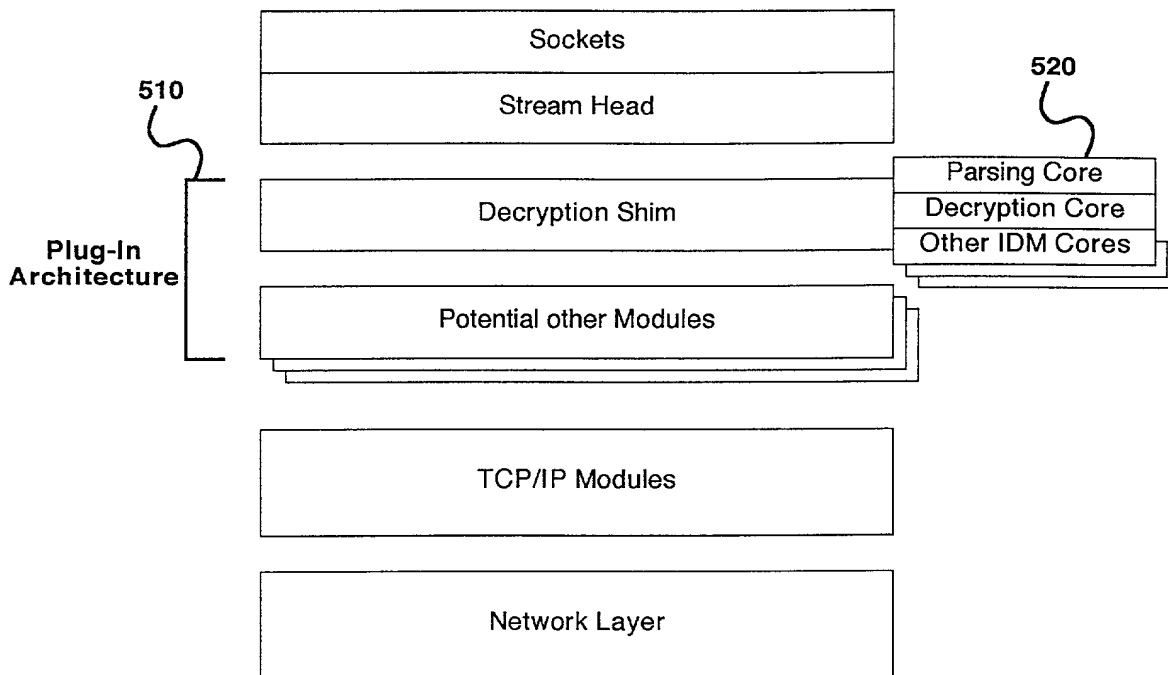 Sockets
520
510
Stream Head
Parsing Core
Decryption Shim
Decryption Core
Plug-In
Architecture
Other IDM Cores
Potential other Modules
TCP/IP Modules
Network Layer